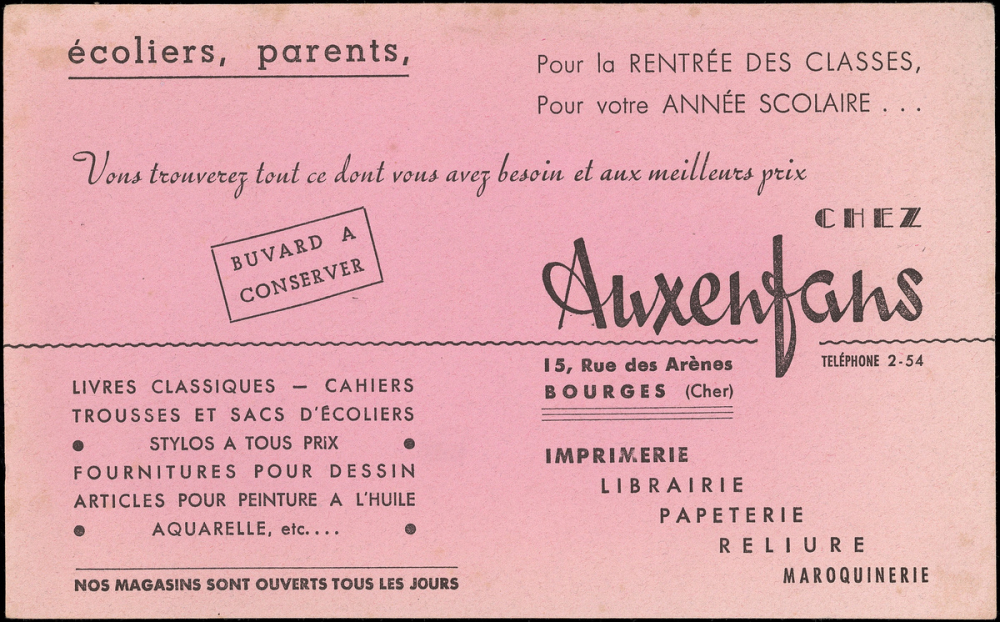 écoliers, parents,
Pour la RENTRÉE DES CLASSES,
Pour votre ANNÉE SCOLAIRE . . .
Vous trouverez tout ce dont vous avez besoin et aux meilleurs prix
CHEZ
Auxenfans
BUVARD A
CONSERVER
15, Rue des Arènes
BOURGES (Cher)
TELÉPHONE 2-54
LIVRES CLASSIQUES — CAHIERS
TROUSSES ET SACS D'ÉCOLIERS
● STYLOS A TOUS PRiX ●
FOURNITURES POUR DESSIN
ARTICLES POUR PEINTURE A L'HUILE
● AQUARELLE, etc.... ●
NOS MAGASINS SONT OUVERTS TOUS LES JOURS
IMPRIMERIE
LIBRAIRIE
PAPETERIE
RELIURE
MAROQUINERIE